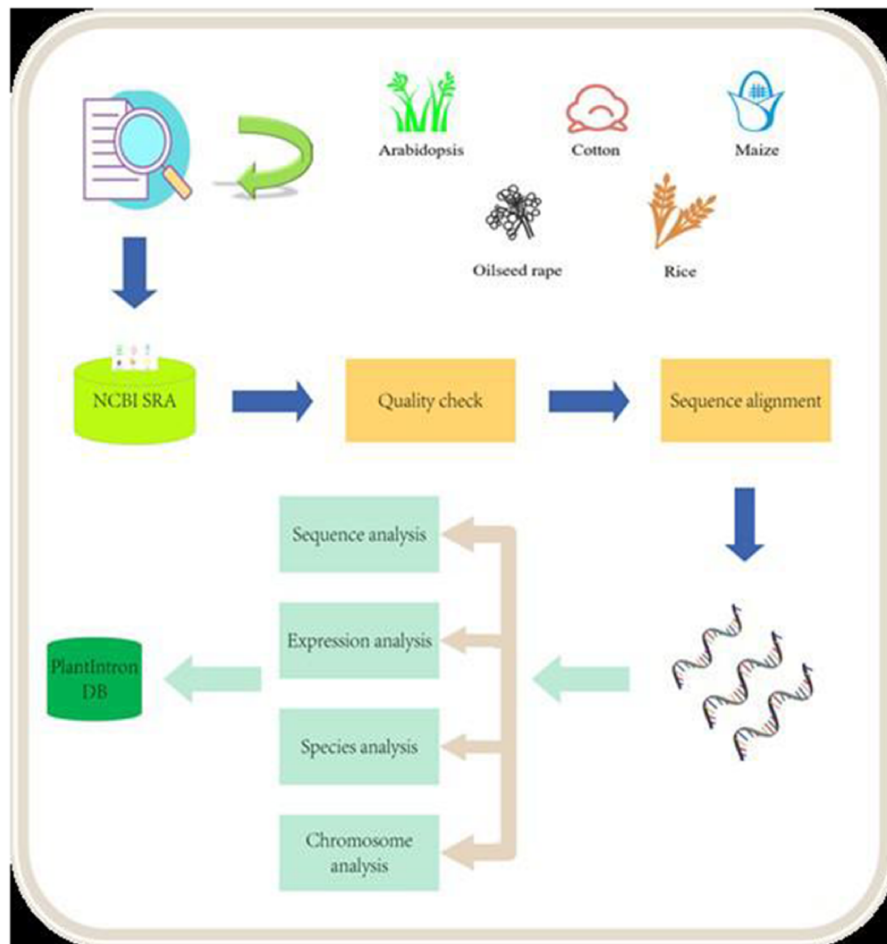 Arabidopsis
Cotton
Maize
Oilseed rape
Rice
NCBI SRA
Quality check
Sequence alignment
Sequence analysis
Expression analysis
Species analysis
Chromosome
analysis
PlantIntron
DB